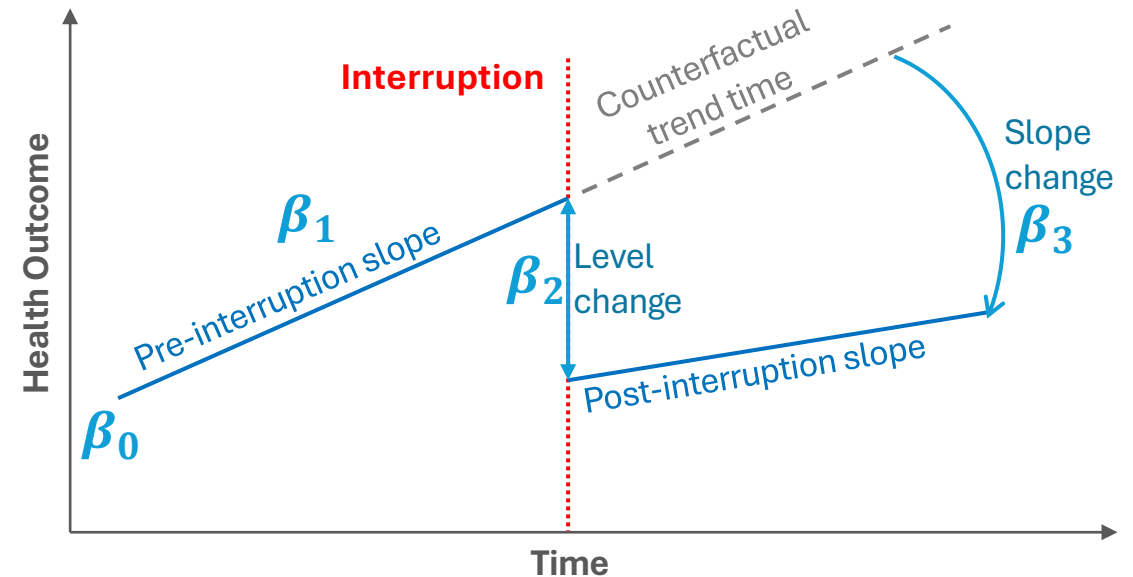 Interruption
Counterfactual
trend time
Slope
change
β3
β1
Pre-interruption slope
β2
Level
change
Post-interruption slope
β0
Health Outcome
Time